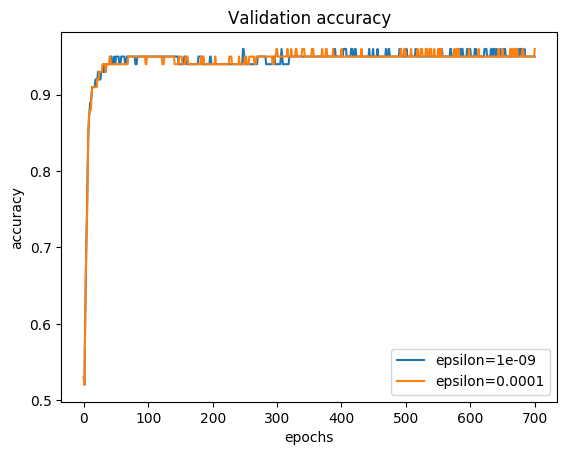 Validation accuracy
accuracy
0.9
0.8
0.7
0.6
0.5
epsilon=1e-09
epsilon=0.0001
0 100 200 300 400 500 600 700
epochs